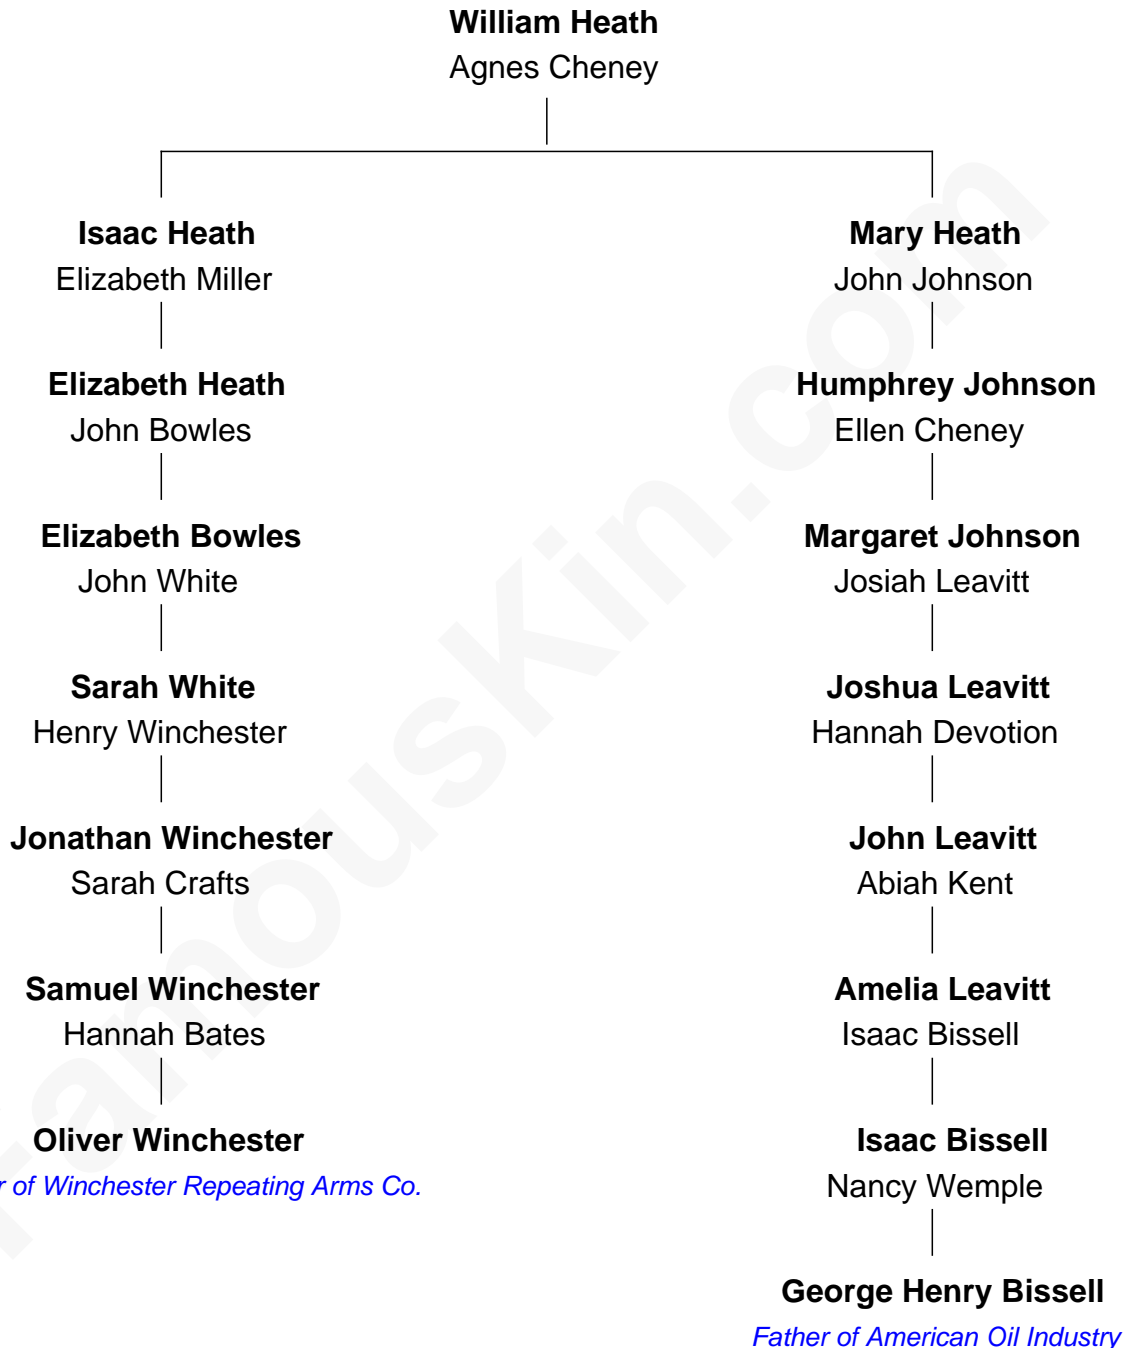 William Heath
Agnes Cheney
Isaac Heath
Elizabeth Miller
Mary Heath
John Johnson
Elizabeth Heath
John Bowles
Humphrey Johnson
Ellen Cheney
Elizabeth Bowles
John White
Margaret Johnson
Josiah Leavitt
Sarah White
Henry Winchester
Joshua Leavitt
Hannah Devotion
Jonathan Winchester
Sarah Crafts
John Leavitt
Abiah Kent
Samuel Winchester
Hannah Bates
Amelia Leavitt
Isaac Bissell
Oliver Winchester
r of Winchester Repeating Arms Co.
Isaac Bissell
Nancy Wemple
George Henry Bissell
Father of American Oil Industry
FamousKin.com